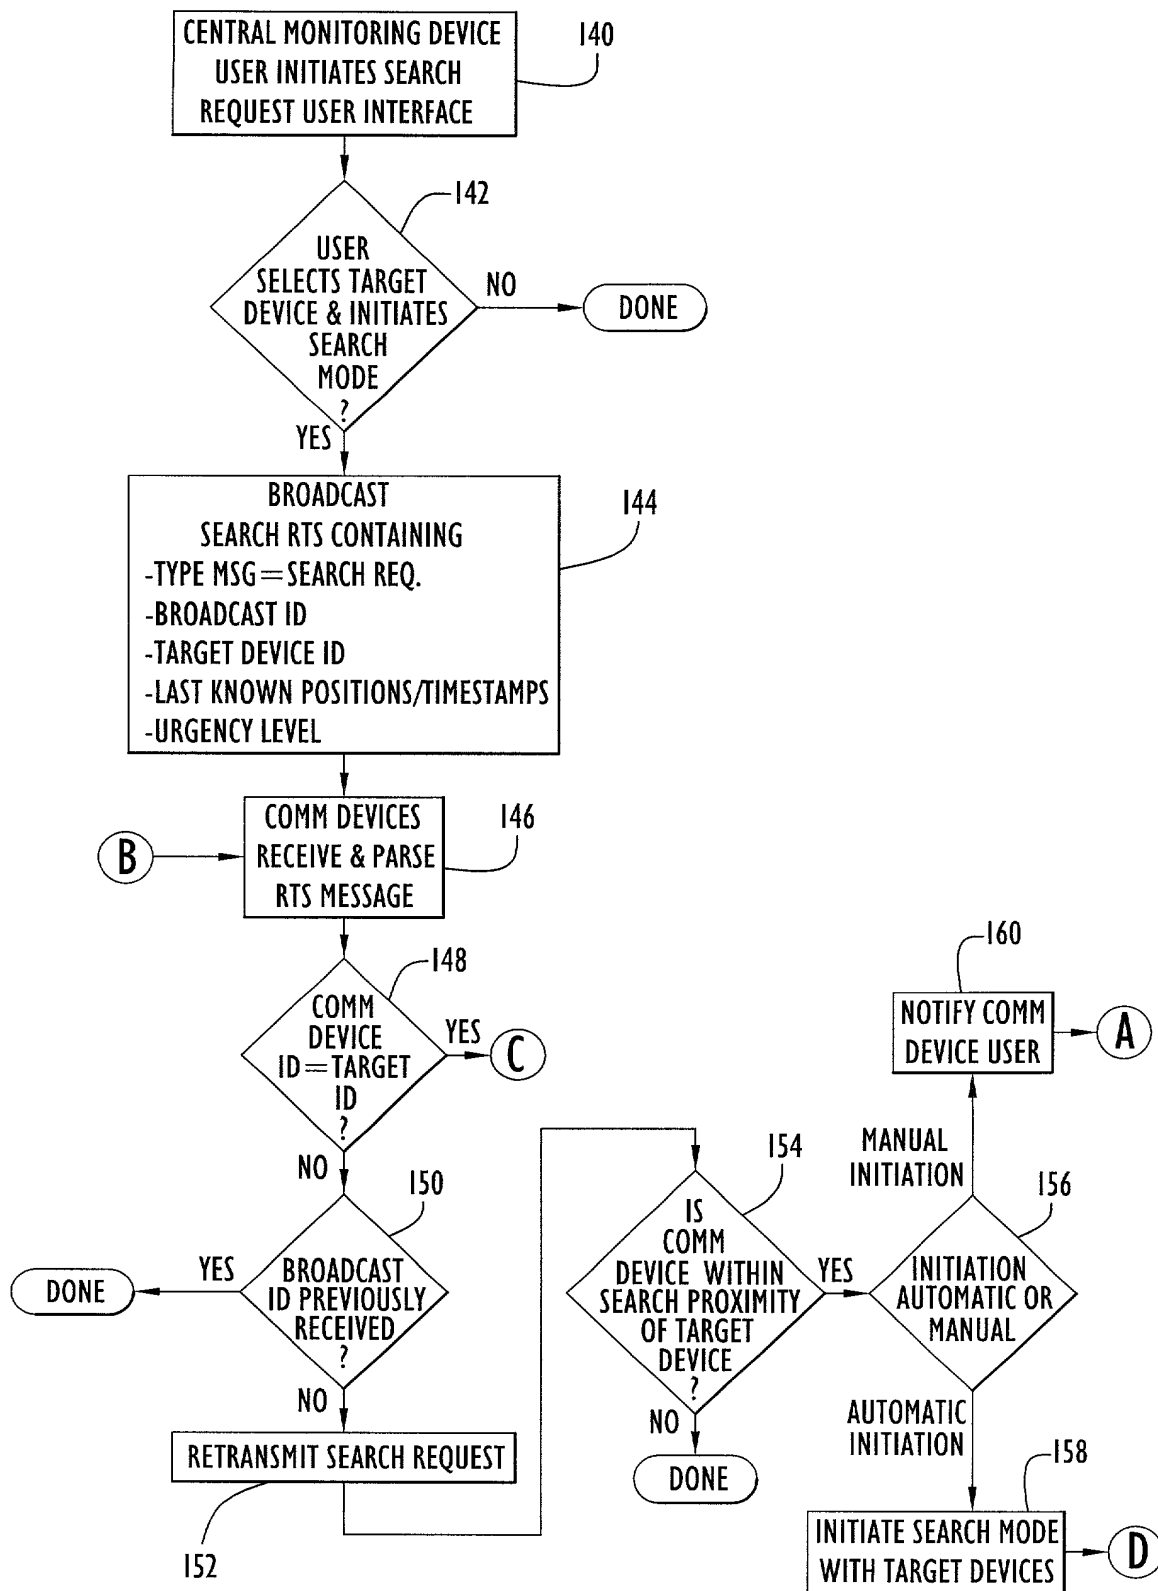 CENTRAL MONITORING DEVICE
USER INITIATES SEARCH
REQUEST USER INTERFACE
140
142
USER
SELECTS TARGET
DEVICE & INITIATES
SEARCH
MODE
?
NO
DONE
YES
BROADCAST
SEARCH RTS CONTAINING
-TYPE MSG=SEARCH REQ.
-BROADCAST ID
-TARGET DEVICE ID
-LAST KNOWN POSITIONS/TIMESTAMPS
-URGENCY LEVEL
144
B
COMM DEVICES
RECEIVE & PARSE
RTS MESSAGE
146
148
COMM
DEVICE
ID=TARGET
ID
?
YES
C
NO
150
BROADCAST
ID PREVIOUSLY
RECEIVED
?
YES
DONE
NO
RETRANSMIT SEARCH REQUEST
152
154
IS
COMM
DEVICE WITHIN
SEARCH PROXIMITY
OF TARGET
DEVICE
?
NO
DONE
YES
156
INITIATION
AUTOMATIC OR
MANUAL
MANUAL
INITIATION
160
NOTIFY COMM
DEVICE USER
A
AUTOMATIC
INITIATION
158
INITIATE SEARCH MODE
WITH TARGET DEVICES
D